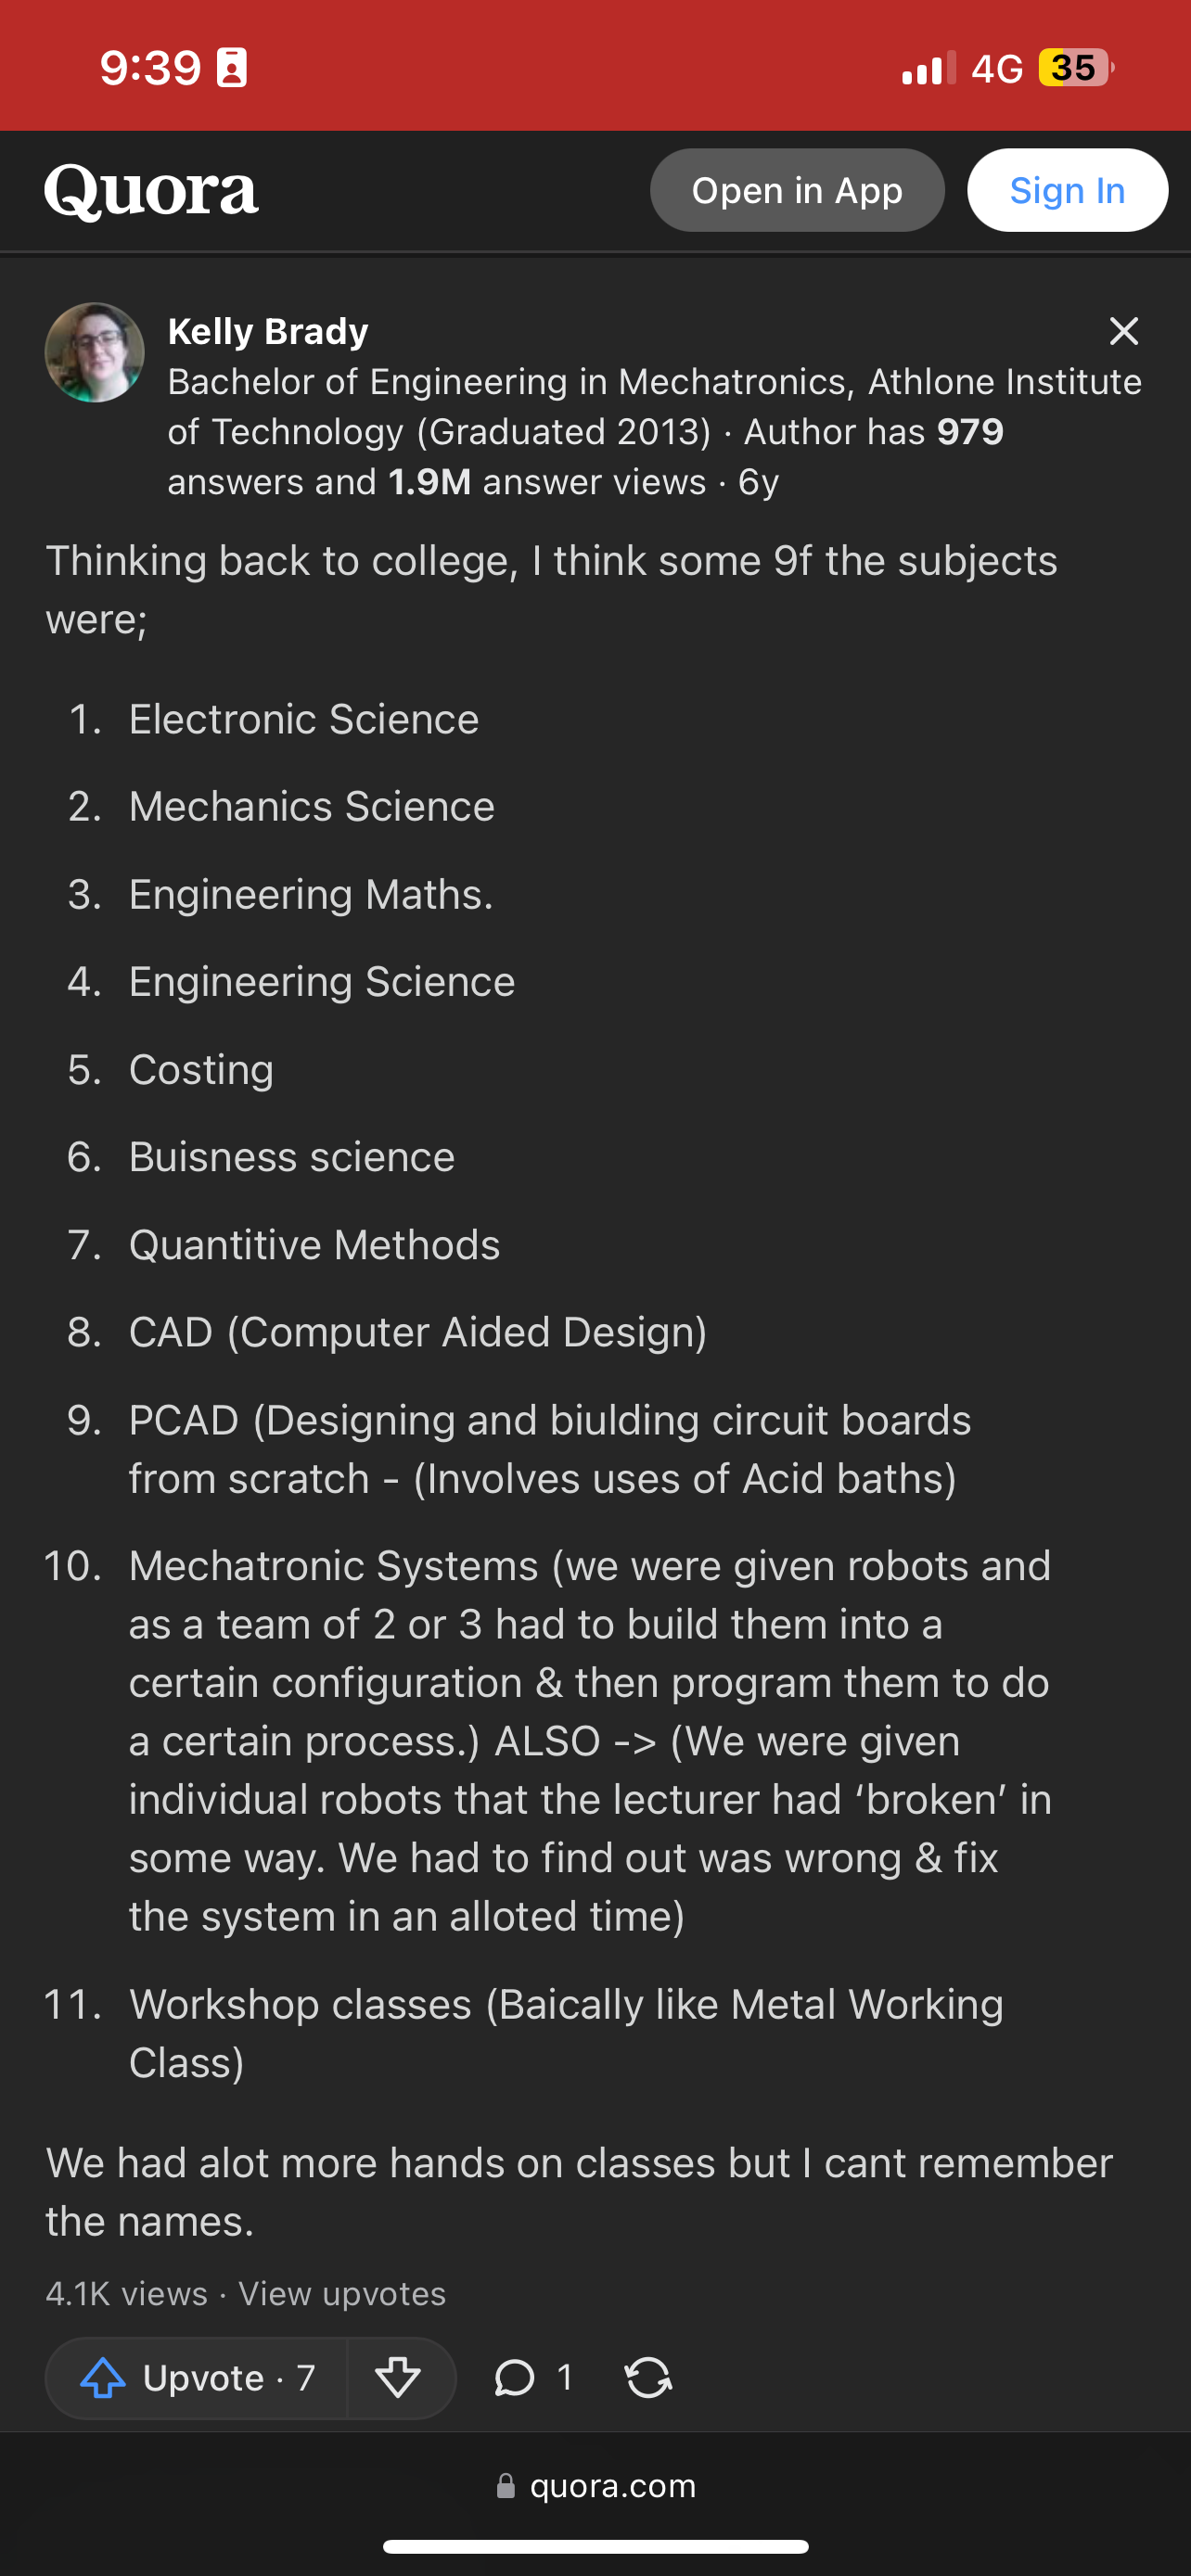 9:39
4G 35
Quora
Open in App
Sign In
Kelly Brady
Bachelor of Engineering in Mechatronics, Athlone Institute
of Technology (Graduated 2013) · Author has 979
answers and 1.9M answer views · 6y
Thinking back to college, I think some 9f the subjects
were;
1. Electronic Science
2. Mechanics Science
3. Engineering Maths.
4. Engineering Science
5. Costing
6. Buisness science
7. Quantitive Methods
8. CAD (Computer Aided Design)
9. PCAD (Designing and biulding circuit boards
from scratch - (Involves uses of Acid baths)
10. Mechatronic Systems (we were given robots and
as a team of 2 or 3 had to build them into a
certain configuration & then program them to do
a certain process.) ALSO -> (We were given
individual robots that the lecturer had ‘broken’ in
some way. We had to find out was wrong & fix
the system in an alloted time)
11. Workshop classes (Baically like Metal Working
Class)
We had alot more hands on classes but I cant remember
the names.
4.1K views · View upvotes
Upvote · 7
1
quora.com